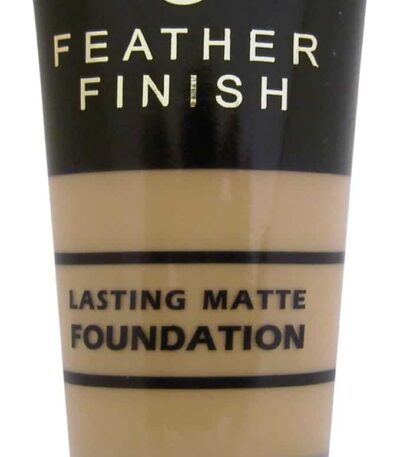 FEATHER
FINISH
LASTING MATTE
FOUNDATION